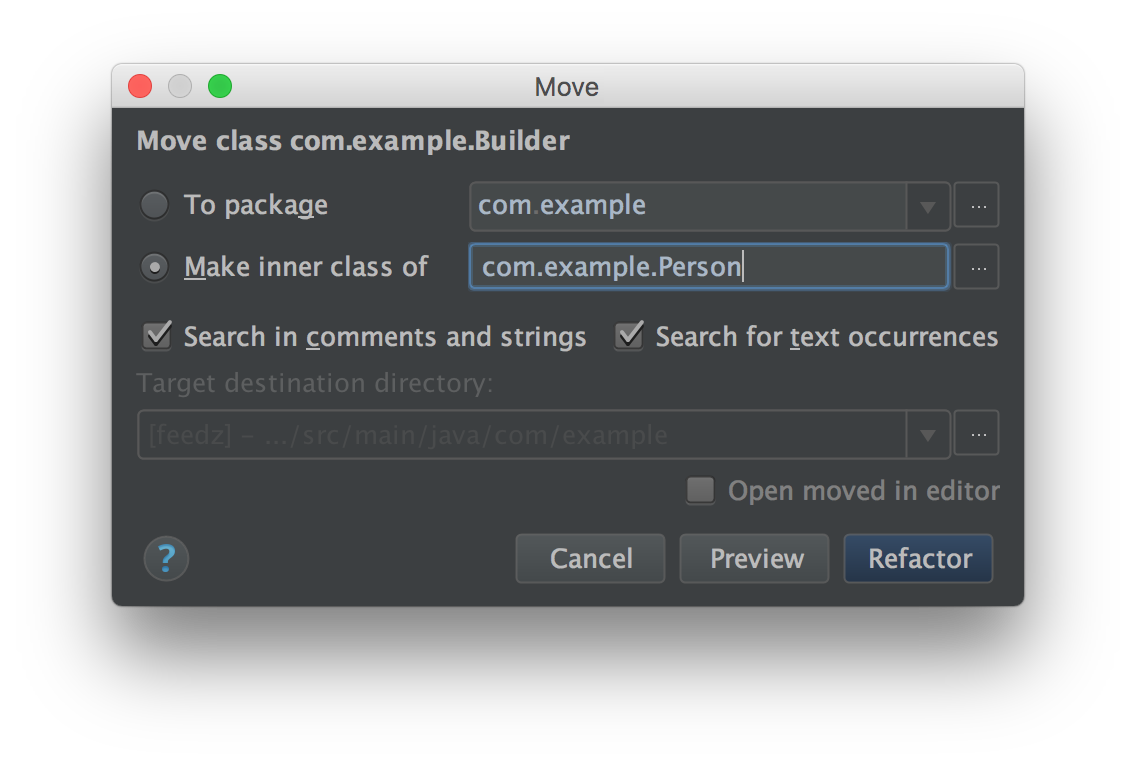 Move
Move class com.example.Builder
To package com.example ...
Make inner class of com.example.Person ...
Search in comments and strings Search for text occurrences
Target destination directory:
[feedz] – .../src/main/java/com/example ...
Open moved in editor
? Cancel Preview Refactor